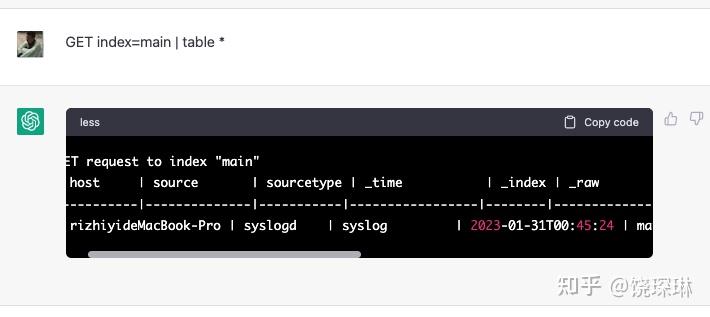 GET index=main | table *
less
Copy code
ET request to index "main"
host | source | sourcetype | _time | _index | _raw
----------|--------------|-----------|-----------------|--------|-------------
rizhiyideMacBook-Pro | syslogd | syslog | 2023-01-31T00:45:24 | ma
知乎 @饶琛琳